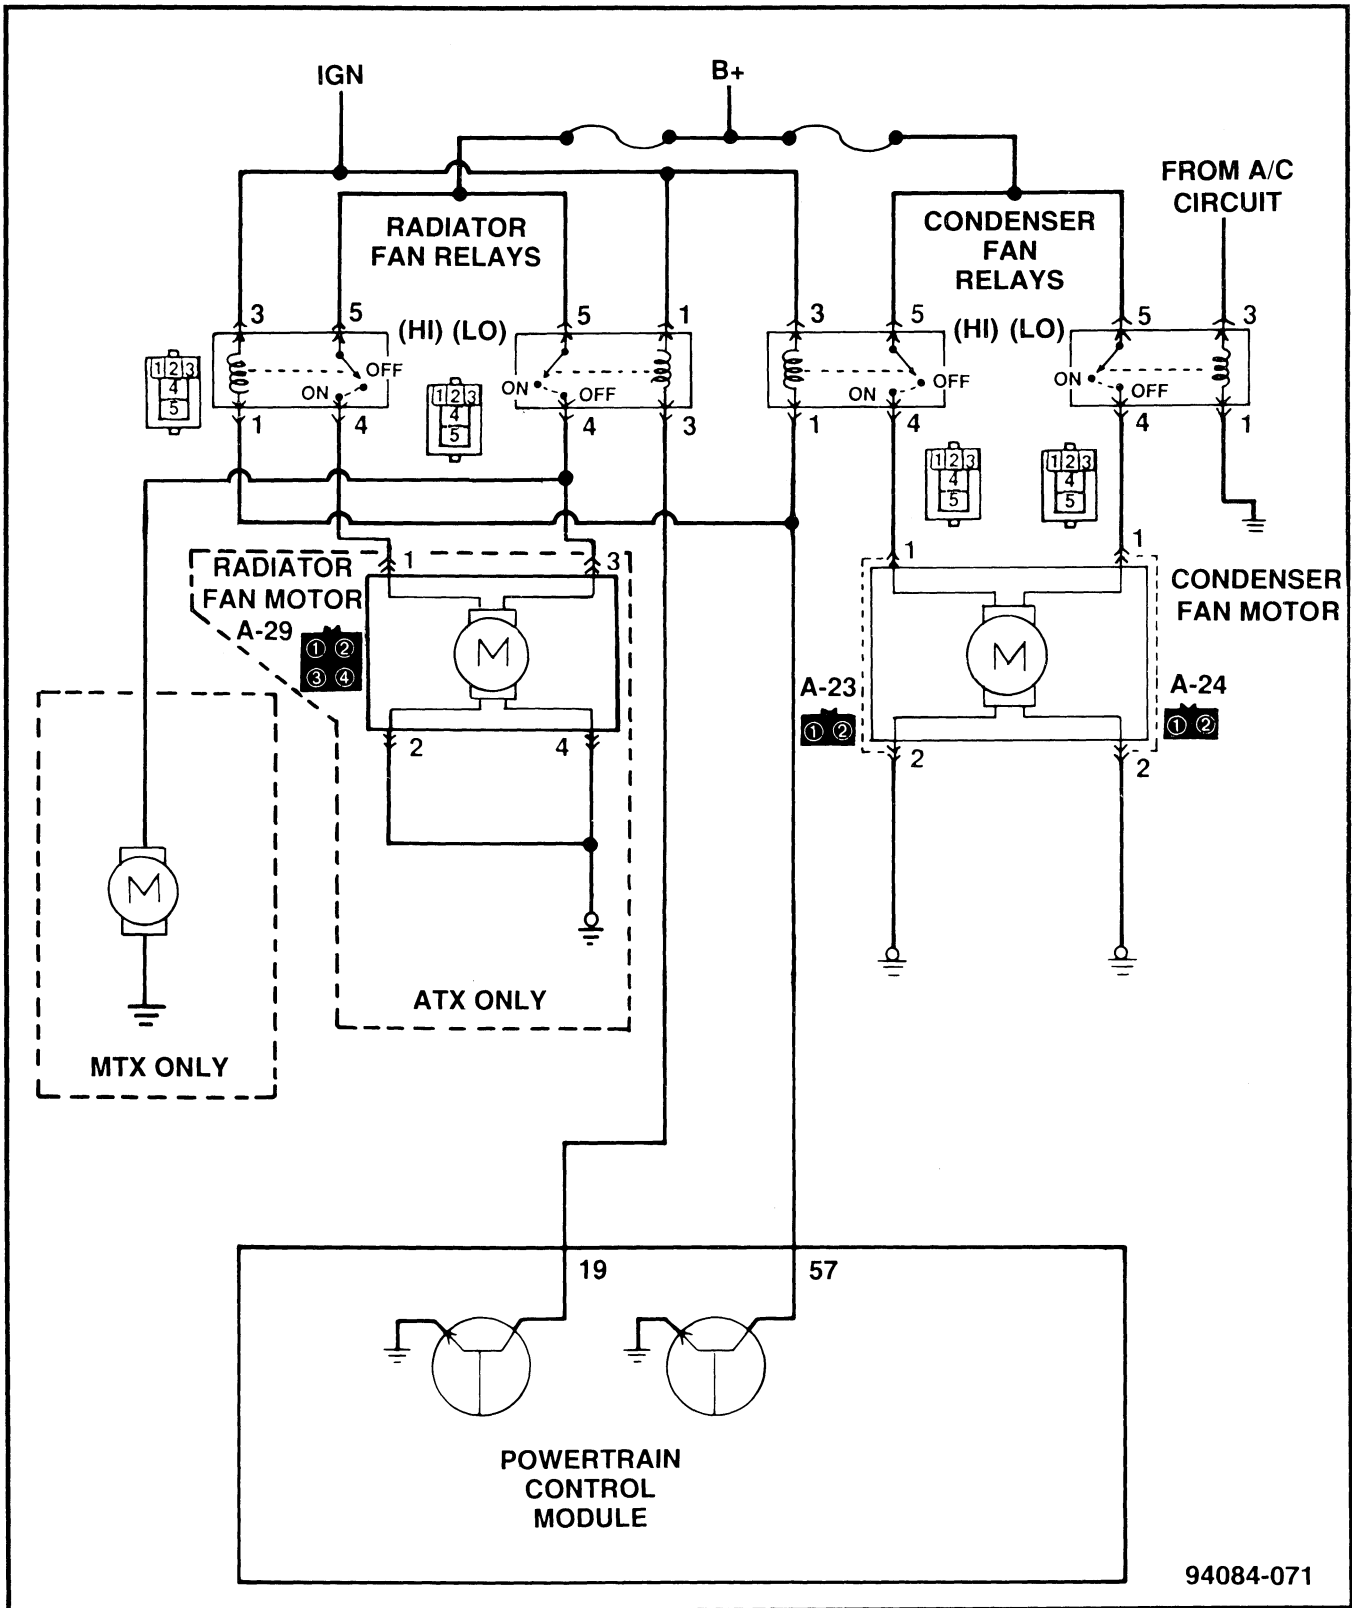 IGN
B+
FROM A/C
CIRCUIT
RADIATOR
FAN RELAYS
CONDENSER
FAN
RELAYS
3
5
(HI) (LO)
5
1
3
5
(HI) (LO)
5
3
OFF
ON
ON
OFF
OFF
ON
ON
OFF
1 2 3
4
5
1 2 3
4
5
1
4
4
3
1
4
4
1
1 2 3
4
5
1 2 3
4
5
RADIATOR
FAN MOTOR
A-29
1 2
3 4
1
3
M
2
4
1
1
CONDENSER
FAN MOTOR
M
A-23
1 2
A-24
1 2
2
2
M
MTX ONLY
ATX ONLY
19
57
POWERTRAIN
CONTROL
MODULE
94084-071